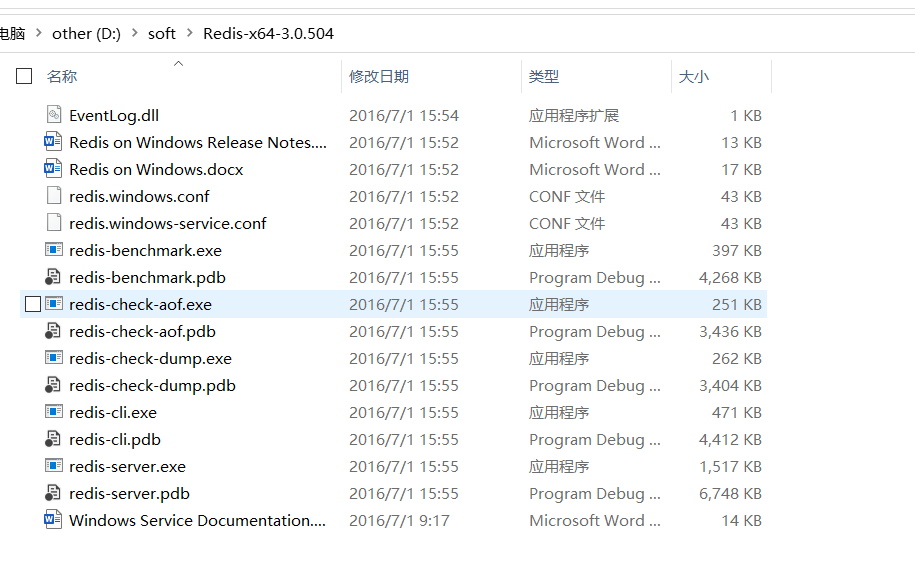 电脑 > other (D:) > soft > Redis-x64-3.0.504
名称 修改日期 类型 大小
EventLog.dll 2016/7/1 15:54 应用程序扩展 1 KB
Redis on Windows Release Notes.... 2016/7/1 15:52 Microsoft Word ... 13 KB
Redis on Windows.docx 2016/7/1 15:52 Microsoft Word ... 17 KB
redis.windows.conf 2016/7/1 15:52 CONF 文件 43 KB
redis.windows-service.conf 2016/7/1 15:52 CONF 文件 43 KB
redis-benchmark.exe 2016/7/1 15:55 应用程序 397 KB
redis-benchmark.pdb 2016/7/1 15:55 Program Debug ... 4,268 KB
redis-check-aof.exe 2016/7/1 15:55 应用程序 251 KB
redis-check-aof.pdb 2016/7/1 15:55 Program Debug ... 3,436 KB
redis-check-dump.exe 2016/7/1 15:55 应用程序 262 KB
redis-check-dump.pdb 2016/7/1 15:55 Program Debug ... 3,404 KB
redis-cli.exe 2016/7/1 15:55 应用程序 471 KB
redis-cli.pdb 2016/7/1 15:55 Program Debug ... 4,412 KB
redis-server.exe 2016/7/1 15:55 应用程序 1,517 KB
redis-server.pdb 2016/7/1 15:55 Program Debug ... 6,748 KB
Windows Service Documentation.... 2016/7/1 9:17 Microsoft Word ... 14 KB